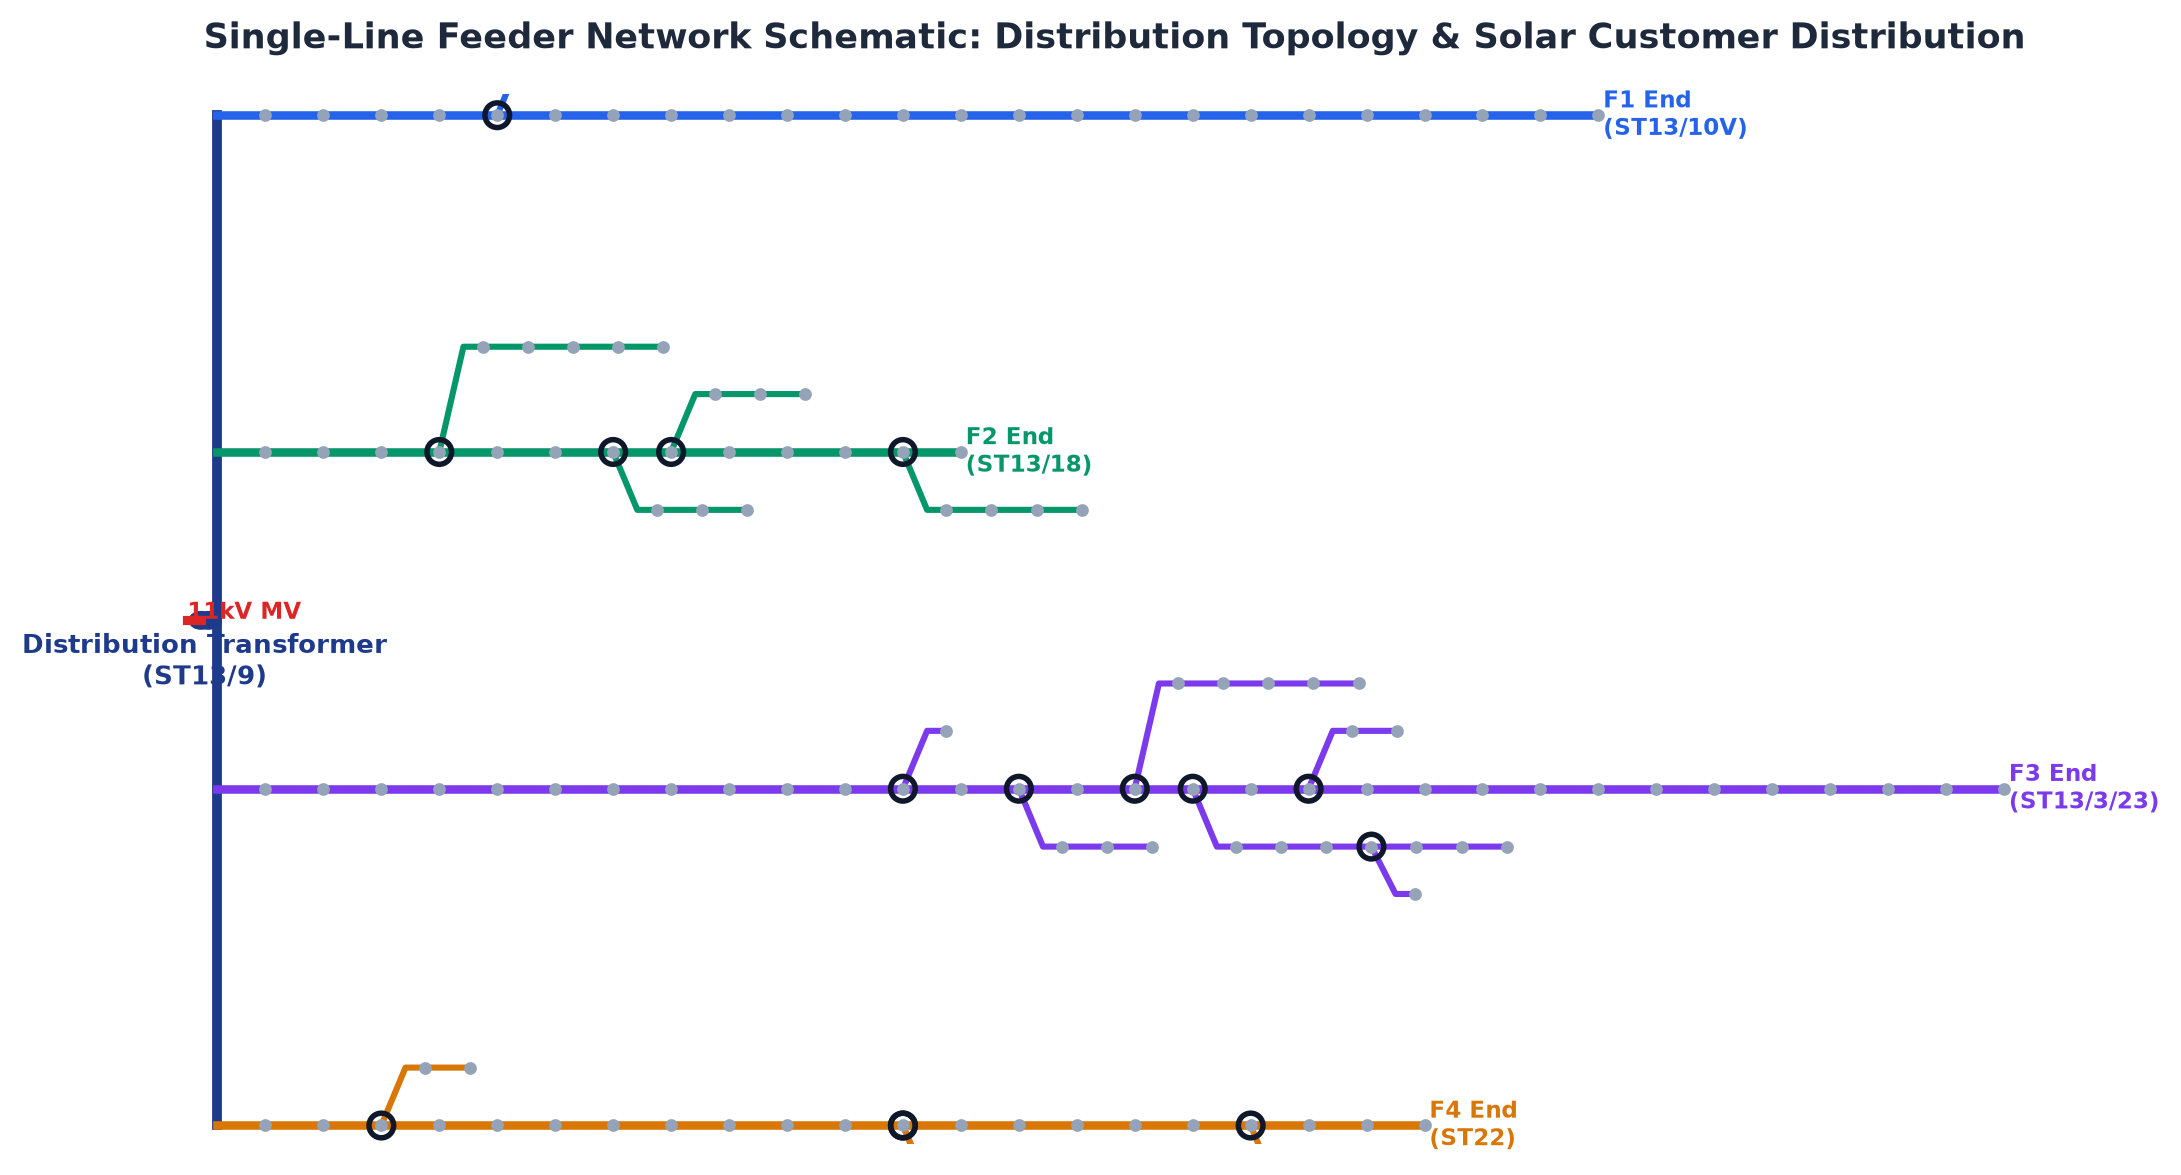 Single-Line Feeder Network Schematic: Distribution Topology & Solar Customer Distribution
F1 End
(ST13/10V)
F2 End
(ST13/18)
11kV MV
Distribution Transformer
(ST13/9)
F3 End
(ST13/3/23)
F4 End
(ST22)